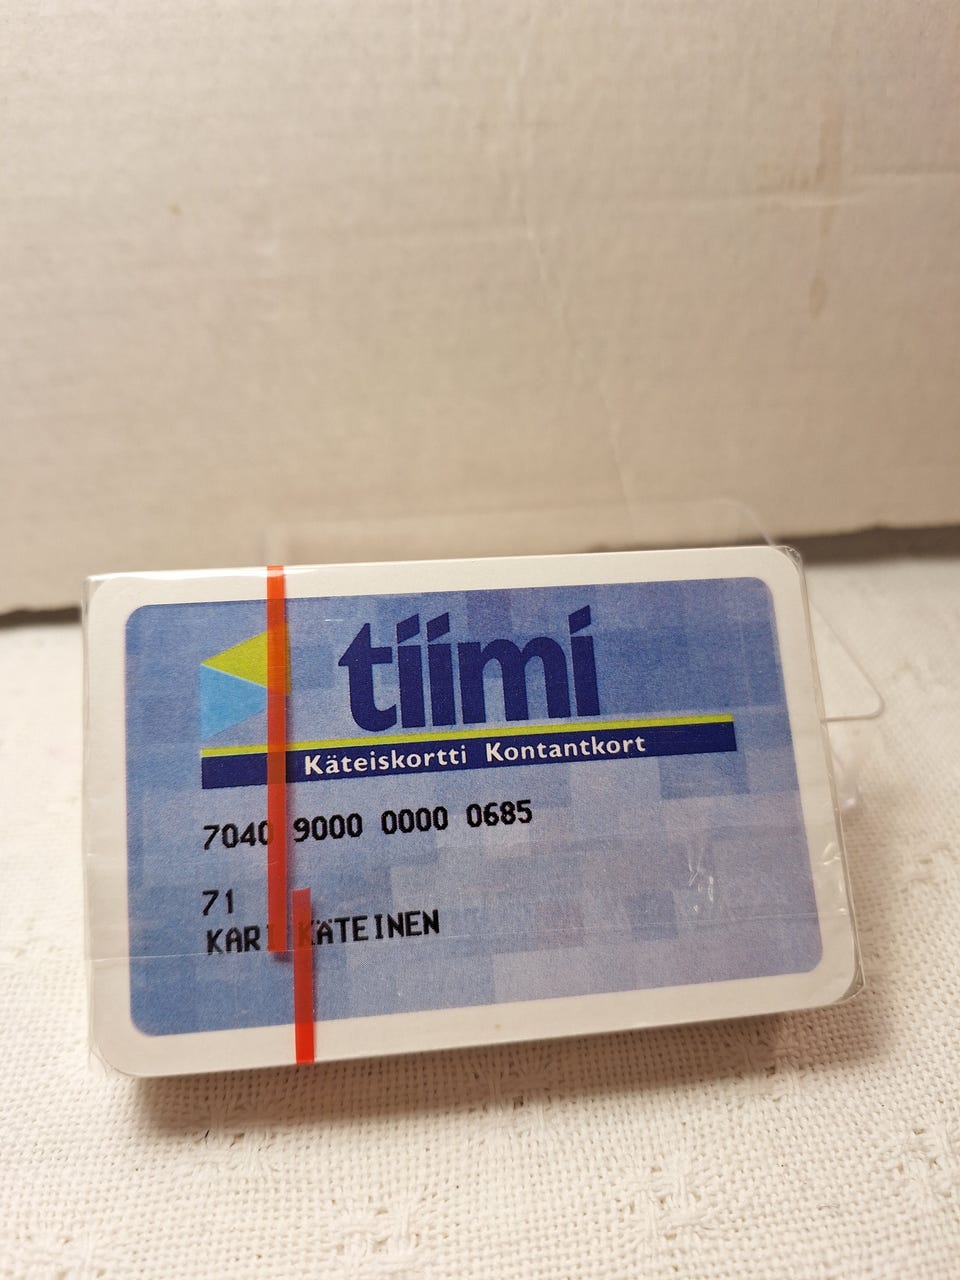 tiimi
Käteiskortti Kontantkort
7040 9000 0000 0685
71
KARI KÄTEINEN